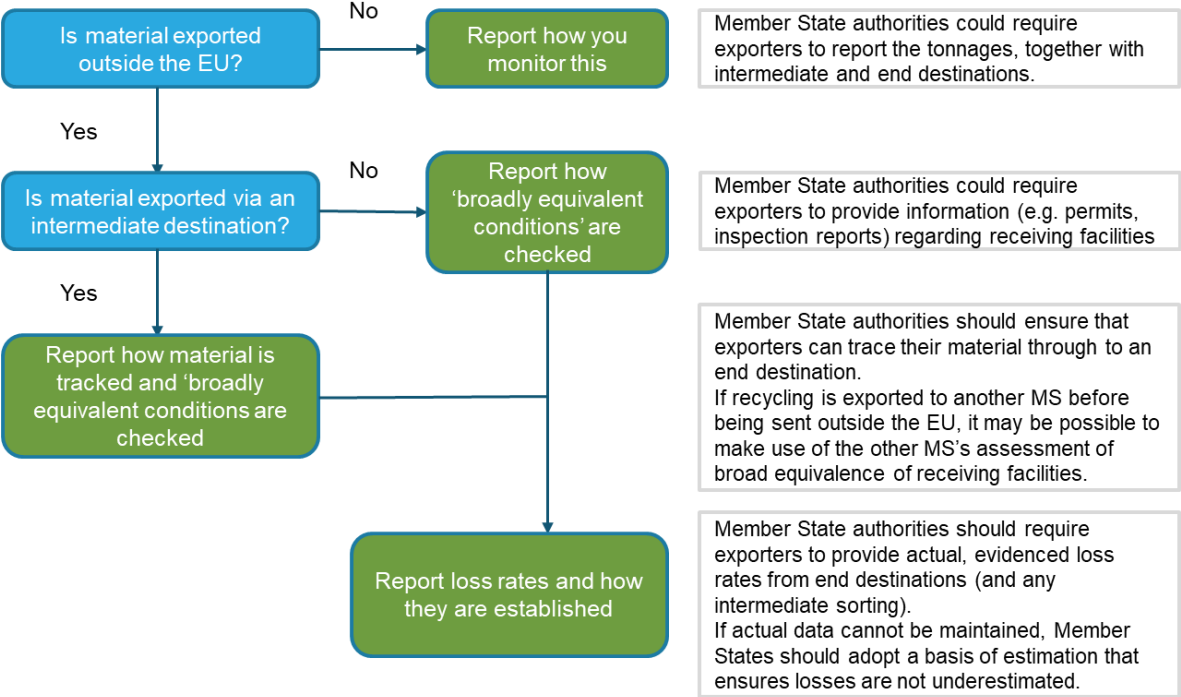 Is material exported
outside the EU?
No
Report how you
monitor this
Member State authorities could require
exporters to report the tonnages, together with
intermediate and end destinations.
Yes
Is material exported via an
intermediate destination?
No
Report how
‘broadly equivalent
conditions’ are
checked
Member State authorities could require
exporters to provide information (e.g. permits,
inspection reports) regarding receiving facilities
Yes
Report how material is
tracked and ‘broadly
equivalent conditions are
checked
Member State authorities should ensure that
exporters can trace their material through to an
end destination.
If recycling is exported to another MS before
being sent outside the EU, it may be possible to
make use of the other MS’s assessment of
broad equivalence of receiving facilities.
Report loss rates and how
they are established
Member State authorities should require
exporters to provide actual, evidenced loss
rates from end destinations (and any
intermediate sorting).
If actual data cannot be maintained, Member
States should adopt a basis of estimation that
ensures losses are not underestimated.